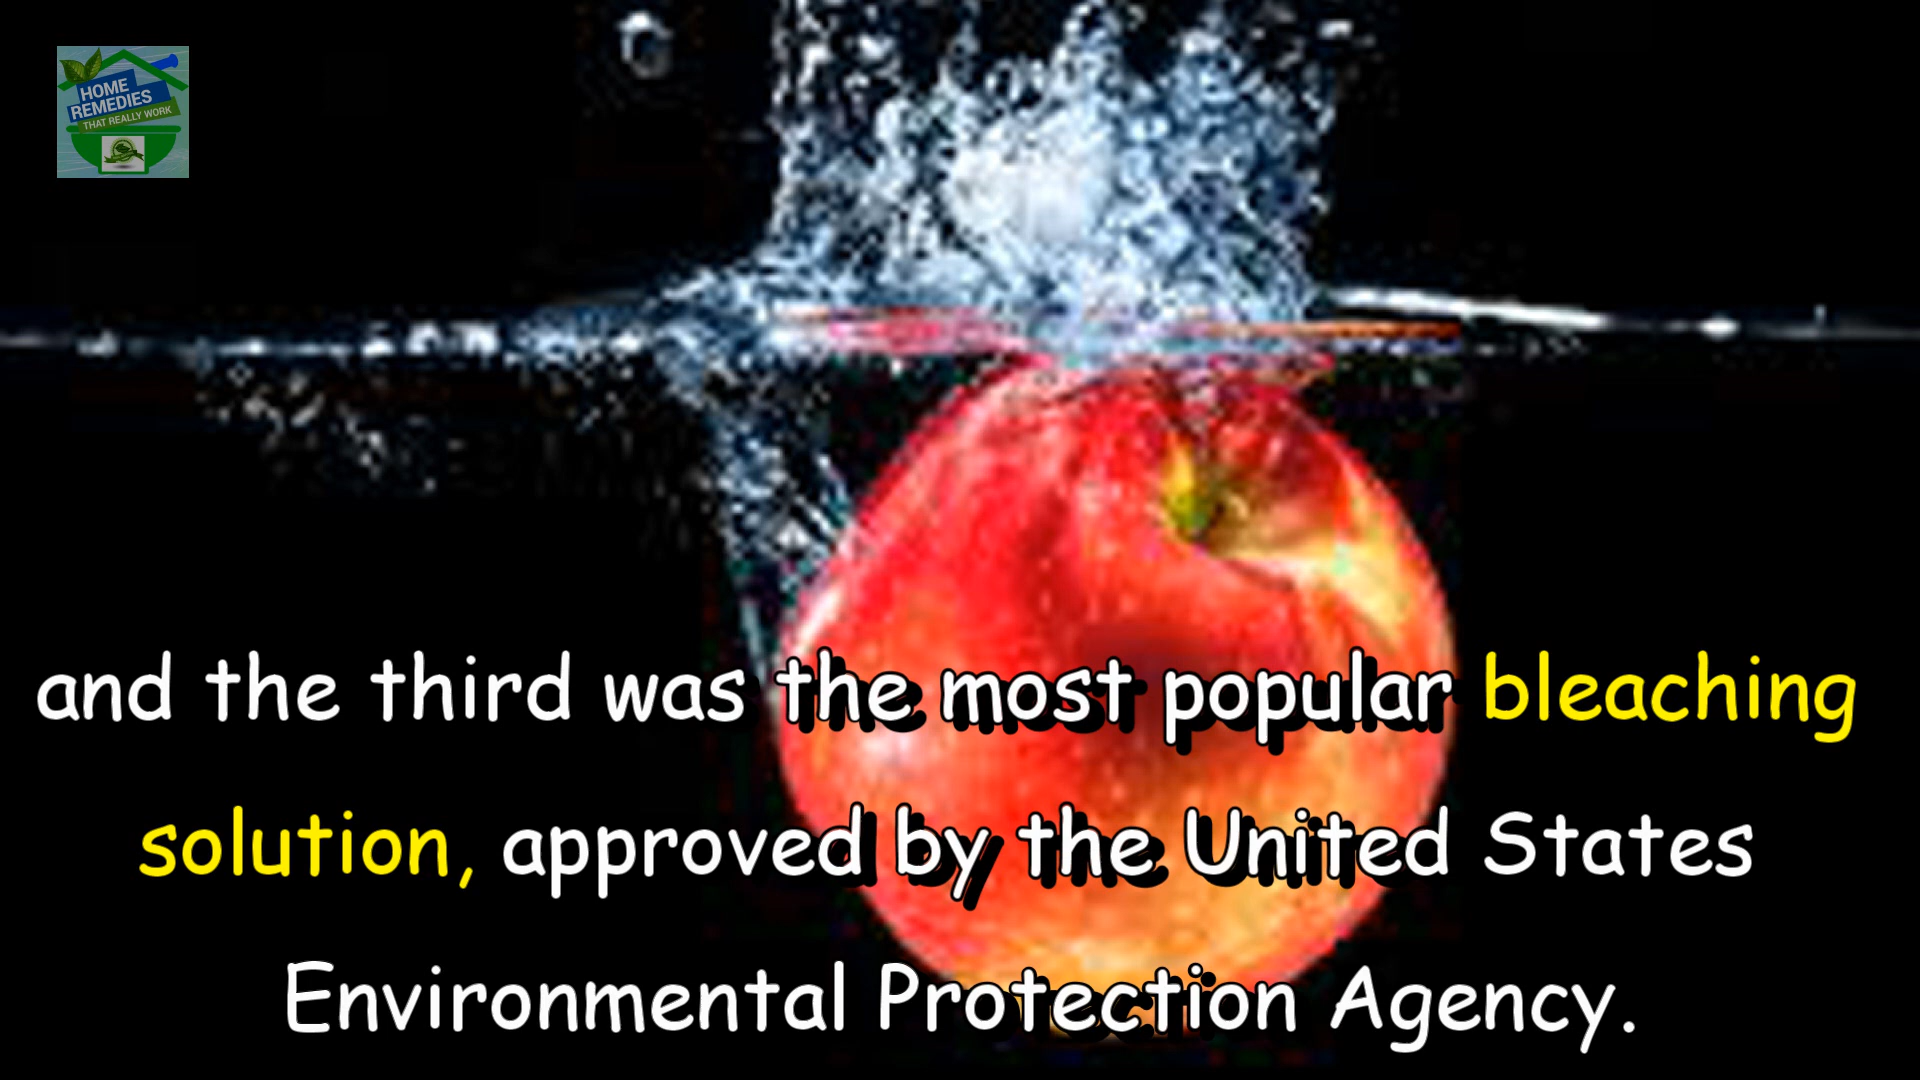 HOME
REMEDIES
THAT REALLY WORK
and the third was the most popular bleaching
solution, approved by the United States
Environmental Protection Agency.